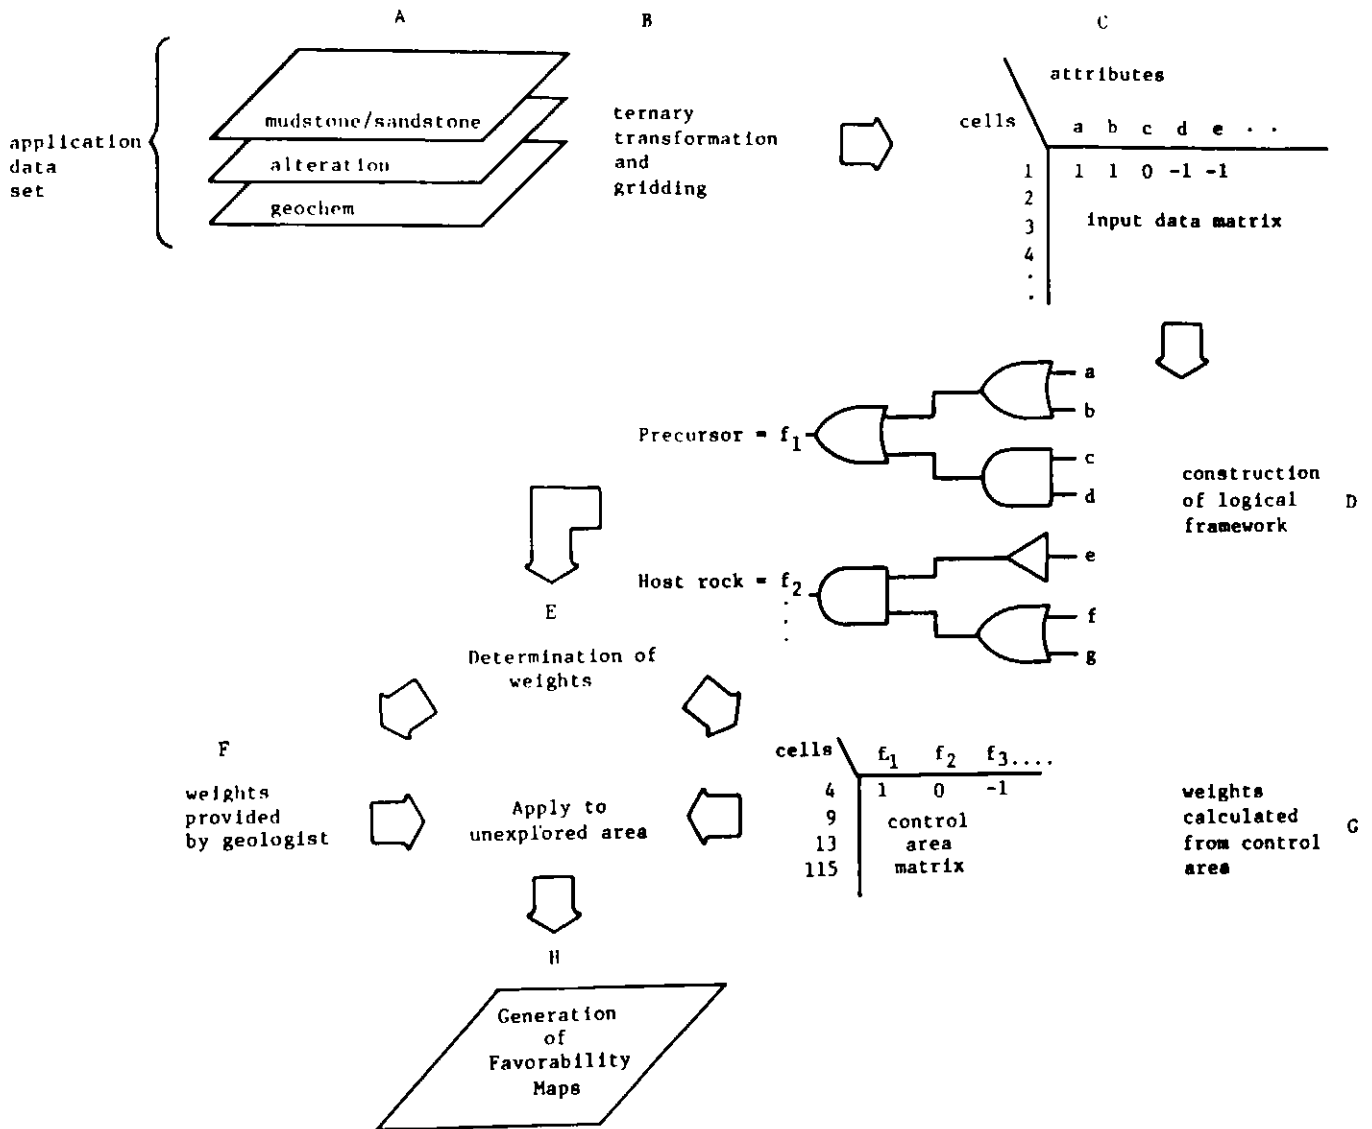 A
B
C
application
data
set
mudstone/sandstone
alteration
geochem
ternary
transformation
and
gridding
attributes
cells
a b c d e . .
1 1 1 0 -1 -1
2
3 input data matrix
4
.
.
Precursor = f1
a
b
c
d
construction
of logical
framework
D
Host rock = f2
.
.
.
e
f
g
E
Determination of
weights
F
weights
provided
by geologist
Apply to
unexplored area
cells f1 f2 f3....
4 1 0 -1
9 control
13 area
115 matrix
weights
calculated
from control
area
G
H
Generation
of
Favorability
Maps